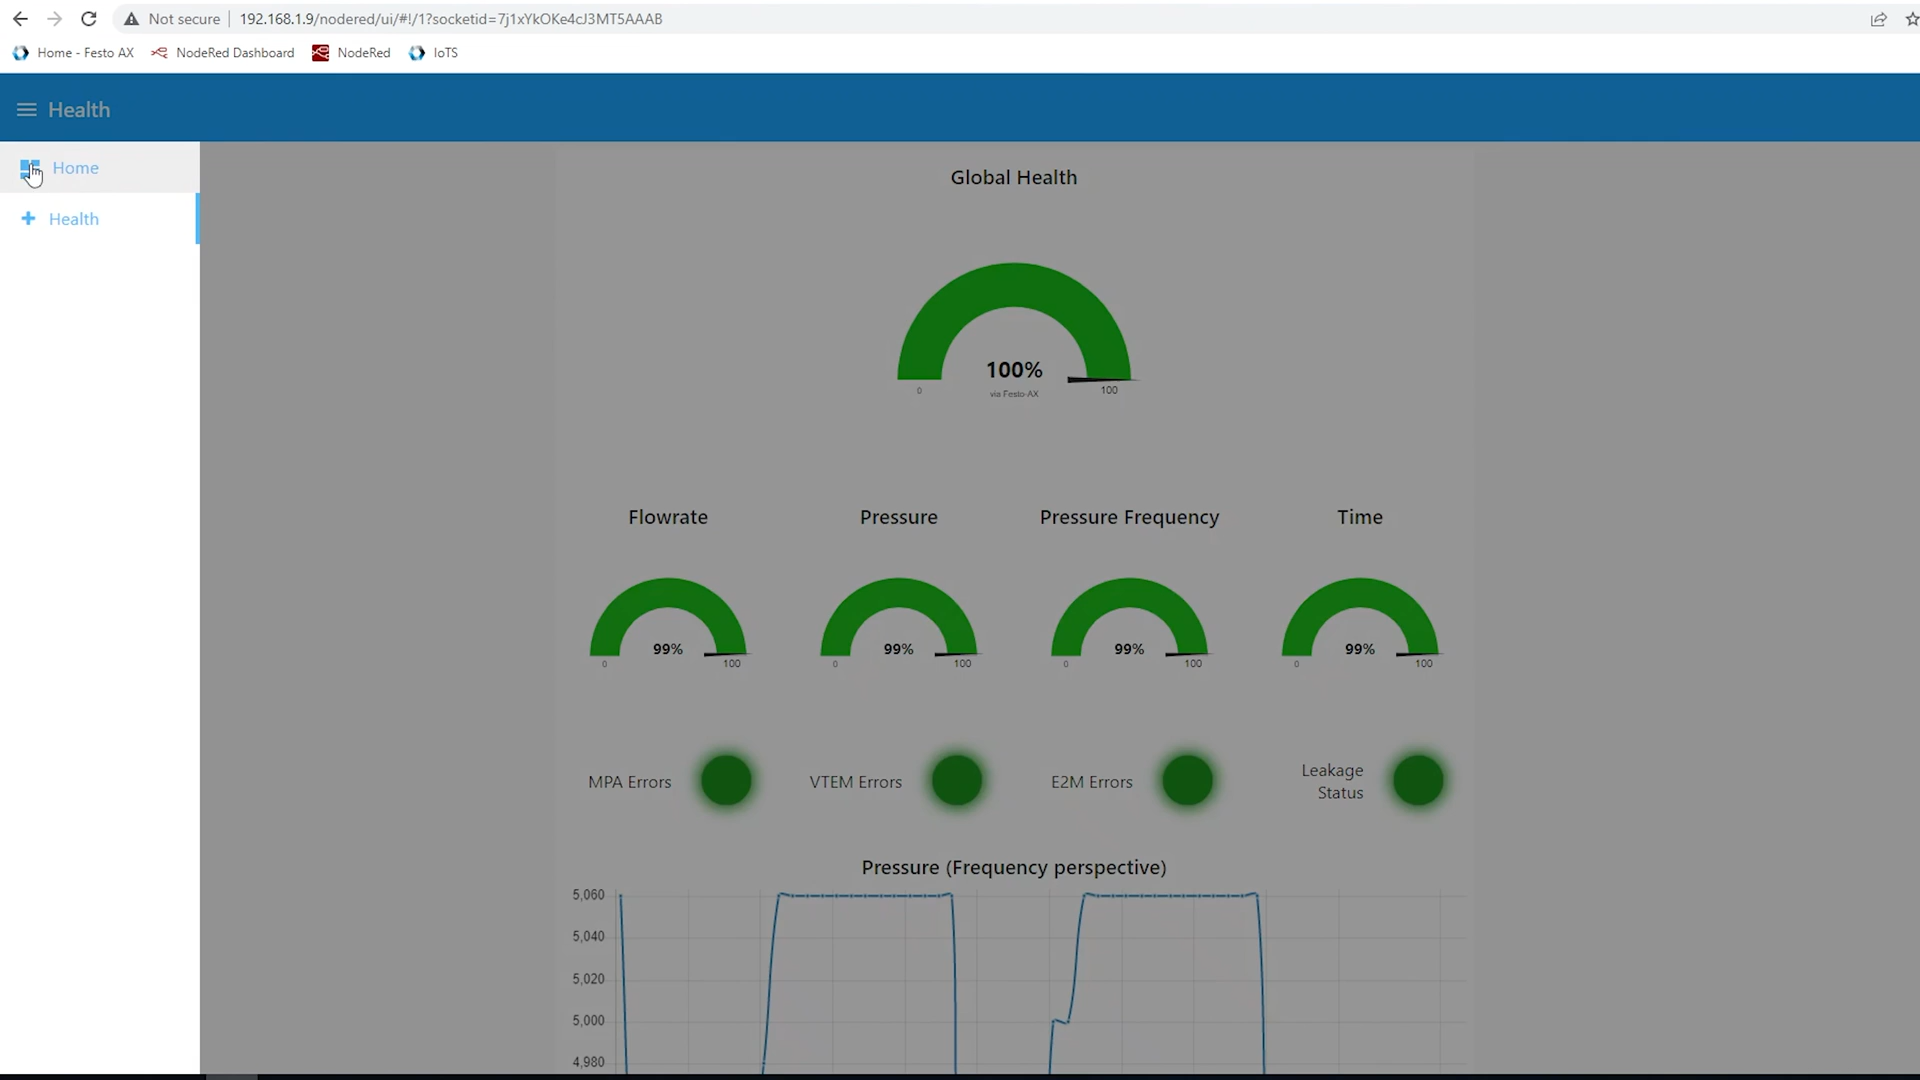 Not secure 192.168.1.9/nodered/ui/#!/1?socketid=7j1xYkOKe4cJ3MT5AAAB
Home - Festo AX NodeRed Dashboard NodeRed IoTS
Health
Home
Health
Global Health
100%
via Festo-AX
0 100
Flowrate Pressure Pressure Frequency Time
99% 99% 99% 99%
0 100 0 100 0 100 0 100
MPA Errors VTEM Errors E2M Errors Leakage
Status
Pressure (Frequency perspective)
5,060
5,040
5,020
5,000
4,980